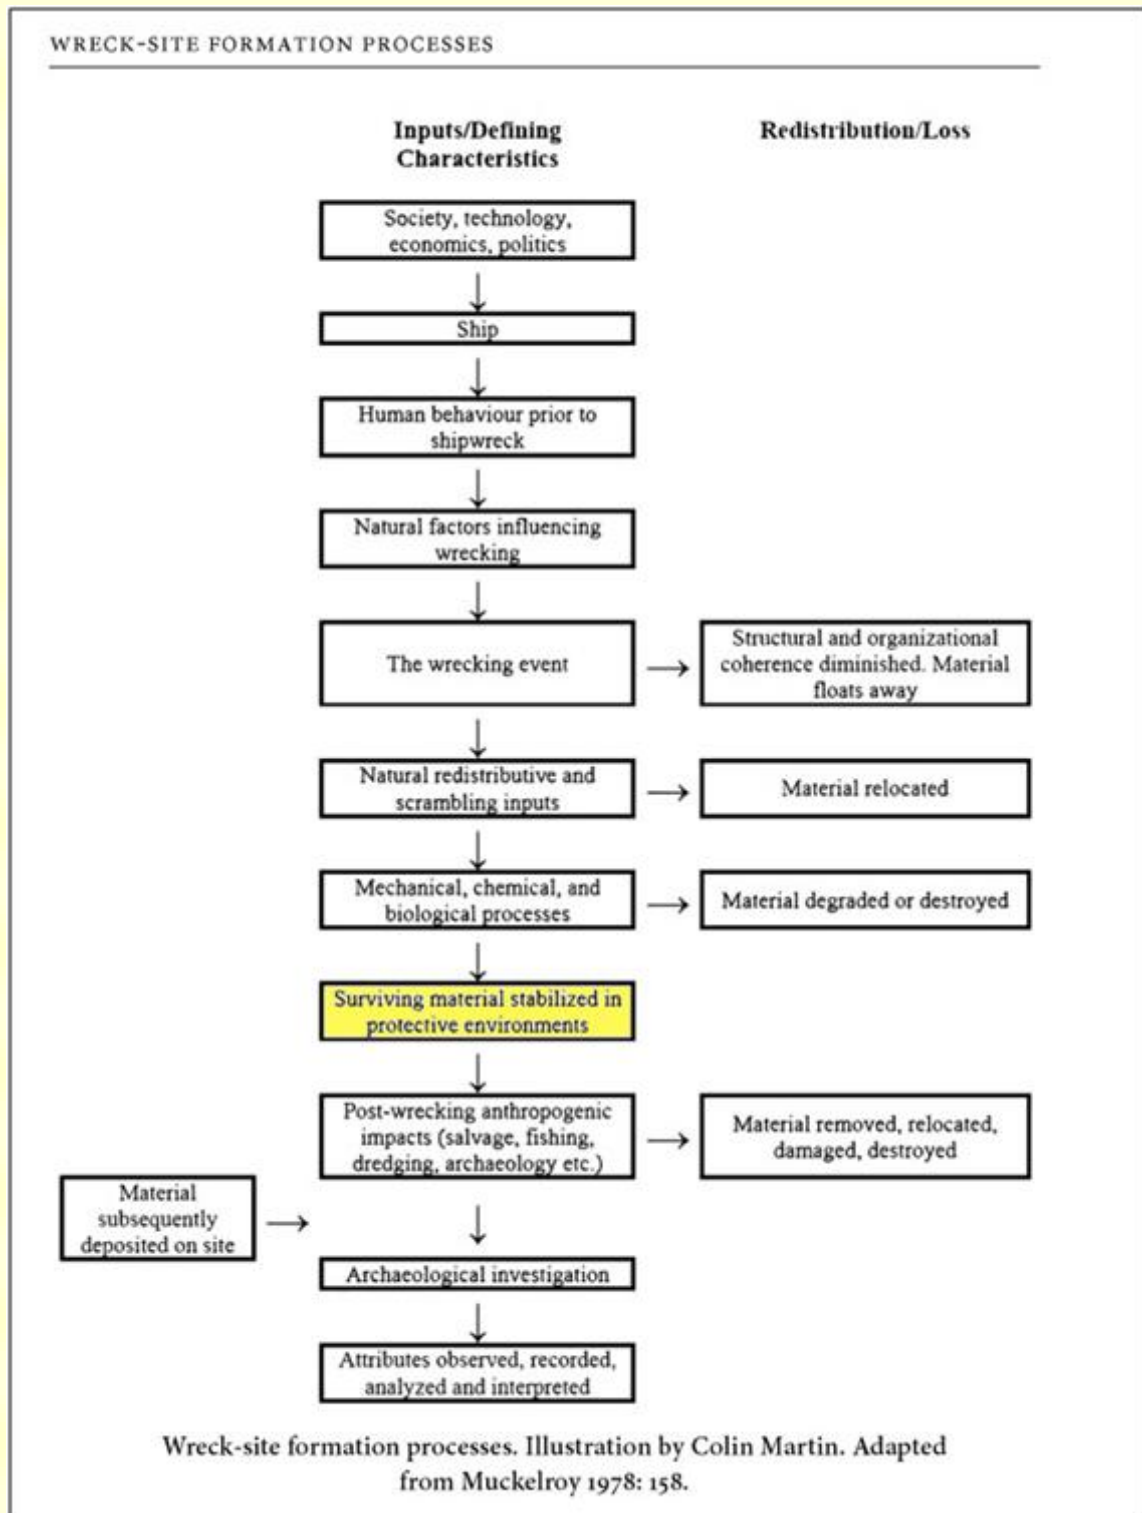 WRECK-SITE FORMATION PROCESSES
Inputs/Defining
Characteristics
Redistribution/Loss
Society, technology,
economics, politics
Ship
Human behaviour prior to
shipwreck
Natural factors influencing
wrecking
The wrecking event
Structural and organizational
coherence diminished. Material
floats away
Natural redistributive and
scrambling inputs
Material relocated
Mechanical, chemical, and
biological processes
Material degraded or destroyed
Surviving material stabilized in
protective environments
Post-wrecking anthropogenic
impacts (salvage, fishing,
dredging, archaeology etc.)
Material removed, relocated,
damaged, destroyed
Material
subsequently
deposited on site
Archaeological investigation
Attributes observed, recorded,
analyzed and interpreted
Wreck-site formation processes. Illustration by Colin Martin. Adapted
from Muckelroy 1978: 158.